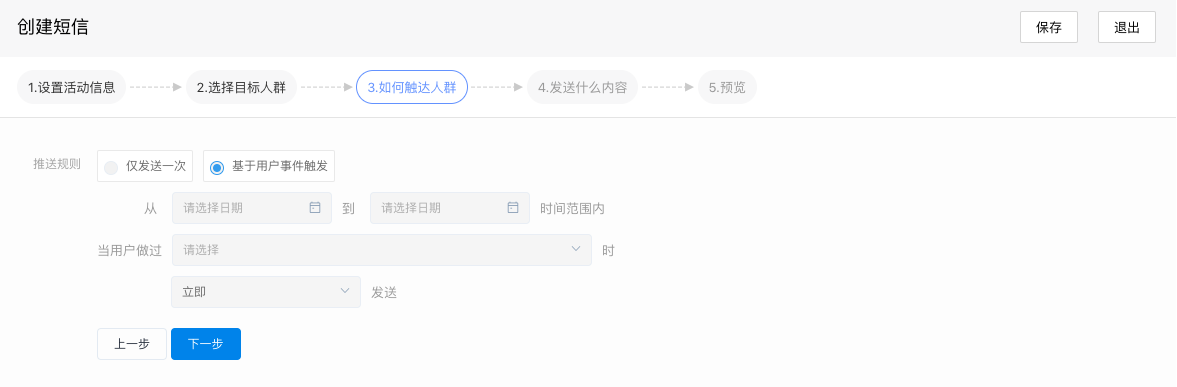 创建短信 保存 退出
1.设置活动信息 2.选择目标人群 3.如何触达人群 4.发送什么内容 5.预览
推送规则 仅发送一次 基于用户事件触发
从 请选择日期 到 请选择日期 时间范围内
当用户做过 请选择 时
立即 发送
上一步 下一步